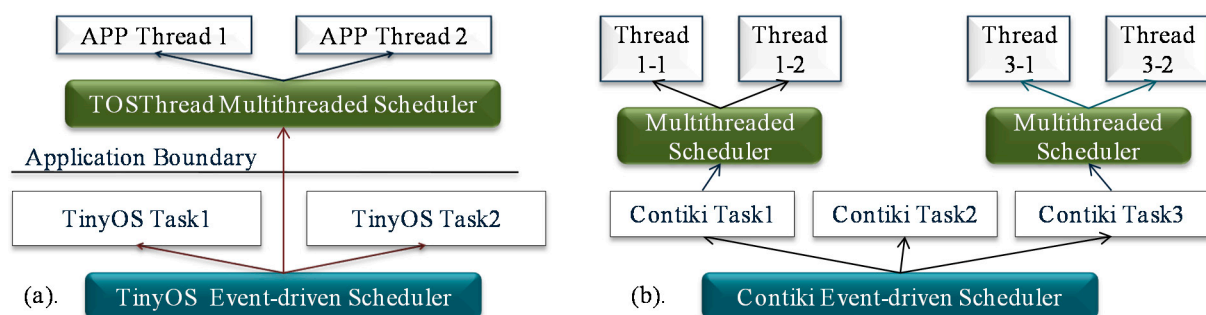 APP Thread 1
APP Thread 2
TOSThread Multithreaded Scheduler
Application Boundary
TinyOS Task1
TinyOS Task2
(a).
TinyOS Event-driven Scheduler
Thread
1-1
Thread
1-2
Thread
3-1
Thread
3-2
Multithreaded
Scheduler
Multithreaded
Scheduler
Contiki Task1
Contiki Task2
Contiki Task3
(b).
Contiki Event-driven Scheduler